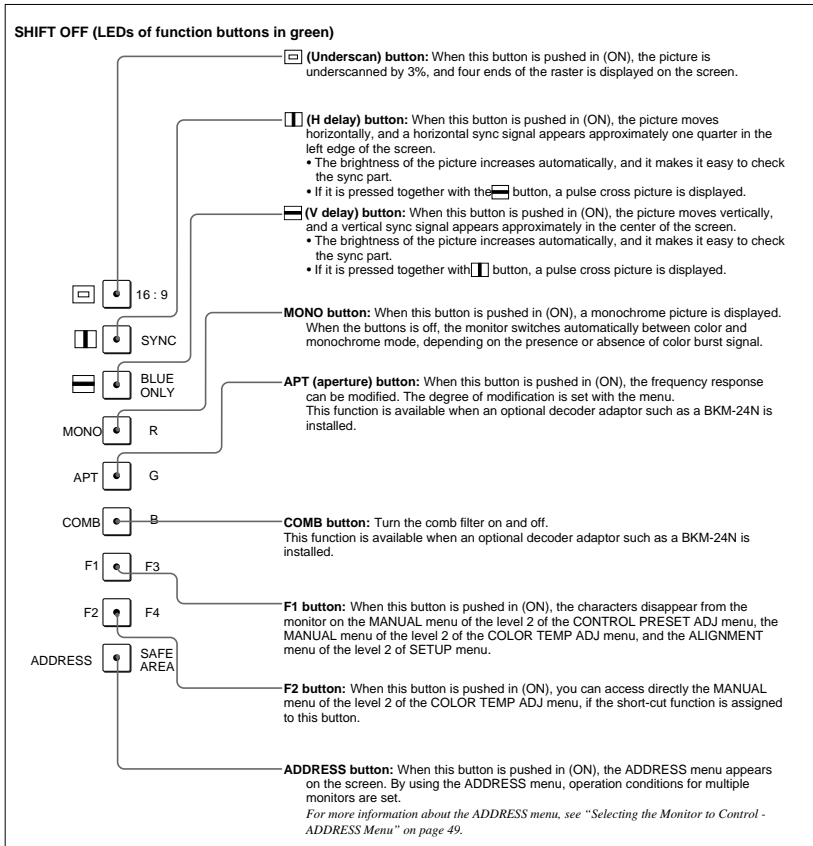 SHIFT OFF (LEDs of function buttons in green)
(Underscan) button: When this button is pushed in (ON), the picture is
underscanned by 3%, and four ends of the raster is displayed on the screen.
(H delay) button: When this button is pushed in (ON), the picture moves
horizontally, and a horizontal sync signal appears approximately one quarter in the
left edge of the screen.
• The brightness of the picture increases automatically, and it makes it easy to check
the sync part.
• If it is pressed together with the button, a pulse cross picture is displayed.
(V delay) button: When this button is pushed in (ON), the picture moves vertically,
and a vertical sync signal appears approximately in the center of the screen.
• The brightness of the picture increases automatically, and it makes it easy to check
the sync part.
• If it is pressed together with button, a pulse cross picture is displayed.
16 : 9
SYNC
BLUE
ONLY
MONO R
APT G
COMB B
F1 F3
F2 F4
ADDRESS SAFE
AREA
MONO button: When this button is pushed in (ON), a monochrome picture is displayed.
When the buttons is off, the monitor switches automatically between color and
monochrome mode, depending on the presence or absence of color burst signal.
APT (aperture) button: When this button is pushed in (ON), the frequency response
can be modified. The degree of modification is set with the menu.
This function is available when an optional decoder adaptor such as a BKM-24N is
installed.
COMB button: Turn the comb filter on and off.
This function is available when an optional decoder adaptor such as a BKM-24N is
installed.
F1 button: When this button is pushed in (ON), the characters disappear from the
monitor on the MANUAL menu of the level 2 of the CONTROL PRESET ADJ menu, the
MANUAL menu of the level 2 of the COLOR TEMP ADJ menu, and the ALIGNMENT
menu of the level 2 of SETUP menu.
F2 button: When this button is pushed in (ON), you can access directly the MANUAL
menu of the level 2 of the COLOR TEMP ADJ menu, if the short-cut function is assigned
to this button.
ADDRESS button: When this button is pushed in (ON), the ADDRESS menu appears
on the screen. By using the ADDRESS menu, operation conditions for multiple
monitors are set.
For more information about the ADDRESS menu, see “Selecting the Monitor to Control -
ADDRESS Menu” on page 49.